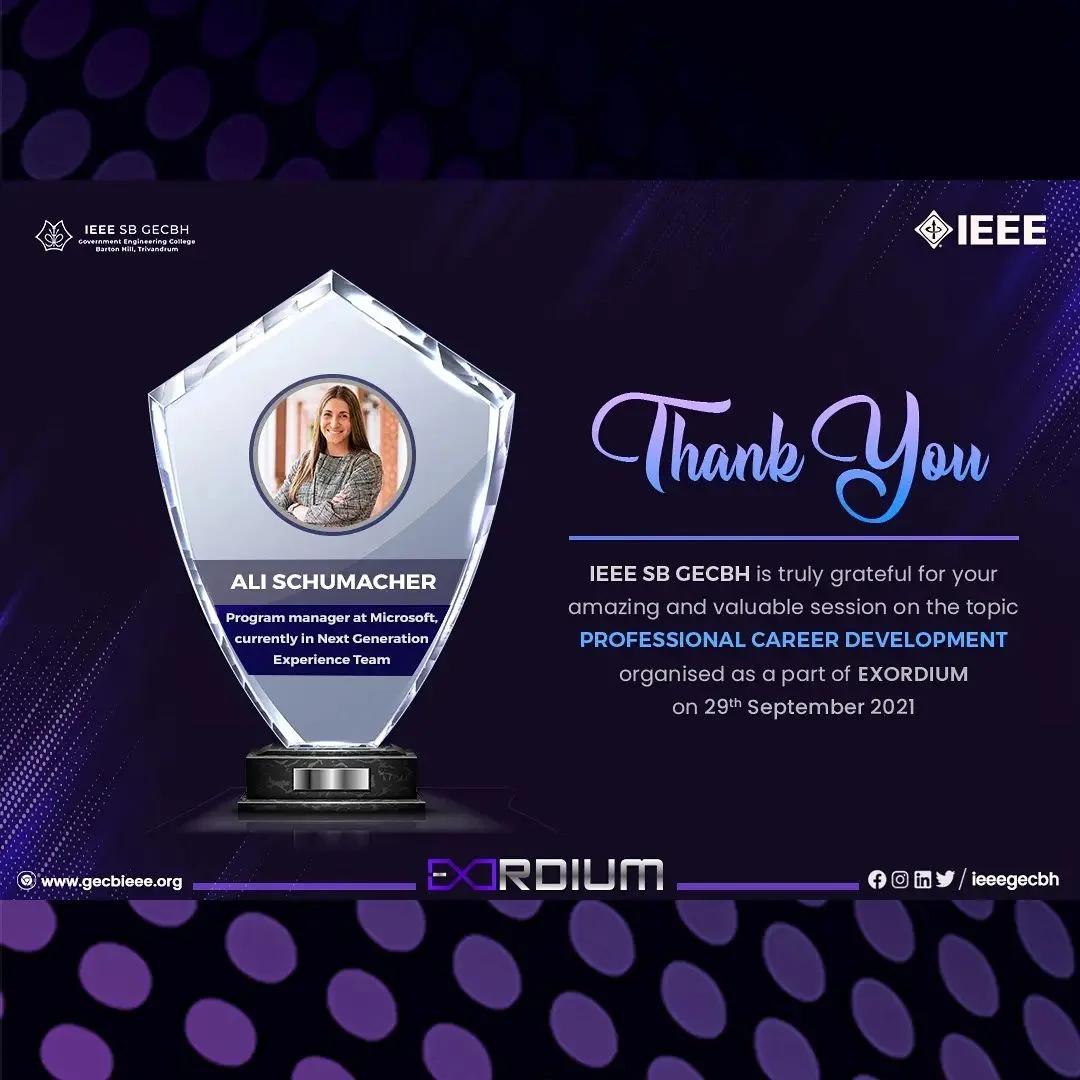 IEEE SB GECBH
Government Engineering College
Barton Hill, Trivandrum
IEEE
ALI SCHUMACHER
Program manager at Microsoft,
currently in Next Generation
Experience Team
Thank You
IEEE SB GECBH is truly grateful for your
amazing and valuable session on the topic
PROFESSIONAL CAREER DEVELOPMENT
organised as a part of EXORDIUM
on 29th September 2021
www.gecbieee.org
EXORDIUM
/ ieeegecbh